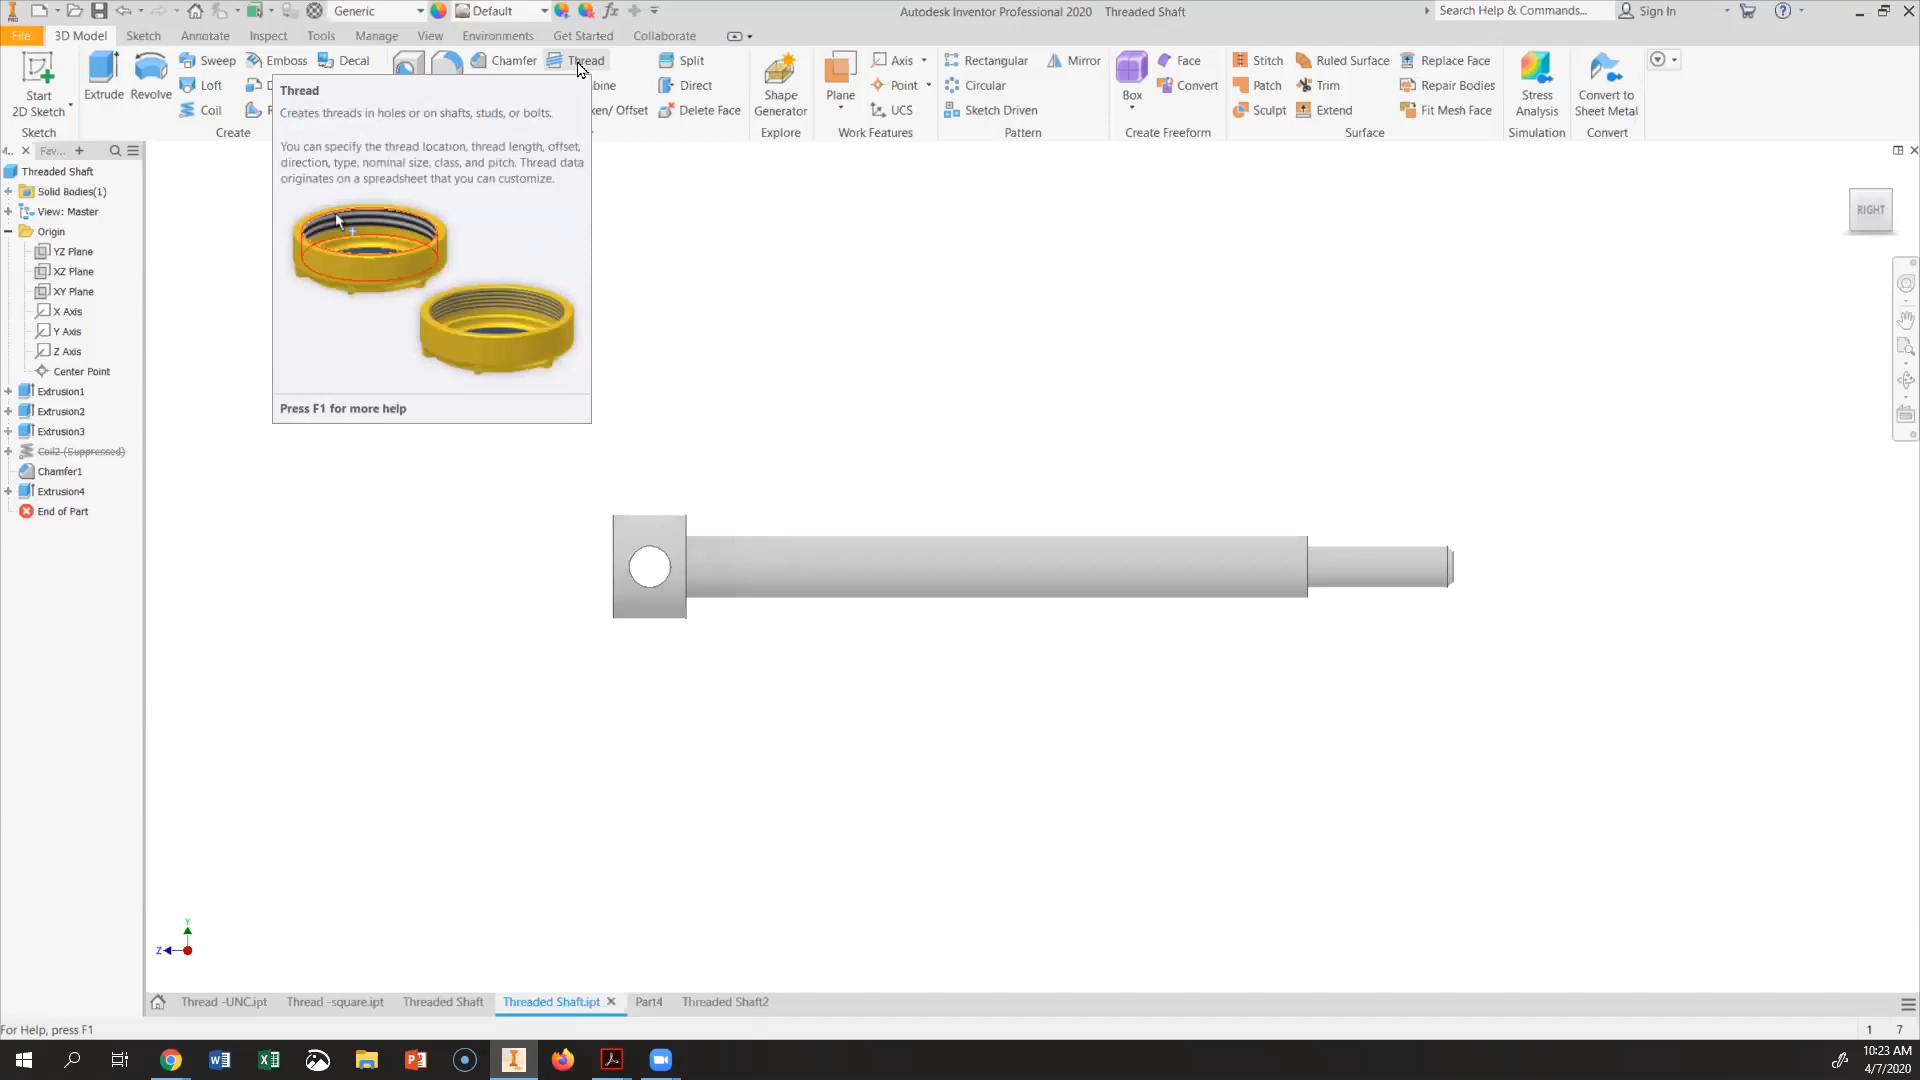 PRO
Generic
Default
Autodesk Inventor Professional 2020 Threaded Shaft
Search Help & Commands...
Sign In
File
3D Model
Sketch
Annotate
Inspect
Tools
Manage
View
Environments
Get Started
Collaborate
Start
2D Sketch
Sketch
Extrude
Revolve
Sweep
Emboss
Decal
Loft
Coil
Create
Chamfer
Thread
Split
Direct
ken/ Offset
Delete Face
Shape
Generator
Explore
Plane
Axis
Point
UCS
Work Features
Rectangular
Mirror
Circular
Sketch Driven
Pattern
Box
Face
Convert
Create Freeform
Stitch
Ruled Surface
Replace Face
Patch
Trim
Repair Bodies
Sculpt
Extend
Fit Mesh Face
Surface
Stress
Analysis
Simulation
Convert to
Sheet Metal
Convert
Thread
Creates threads in holes or on shafts, studs, or bolts.
You can specify the thread location, thread length, offset,
direction, type, nominal size, class, and pitch. Thread data
originates on a spreadsheet that you can customize.
Press F1 for more help
Fav...
Threaded Shaft
Solid Bodies(1)
View: Master
Origin
YZ Plane
XZ Plane
XY Plane
X Axis
Y Axis
Z Axis
Center Point
Extrusion1
Extrusion2
Extrusion3
Coil2 (Suppressed)
Chamfer1
Extrusion4
End of Part
RIGHT
Y
Z
Thread -UNC.ipt
Thread -square.ipt
Threaded Shaft
Threaded Shaft.ipt
Part4
Threaded Shaft2
For Help, press F1
1 7
10:23 AM
4/7/2020